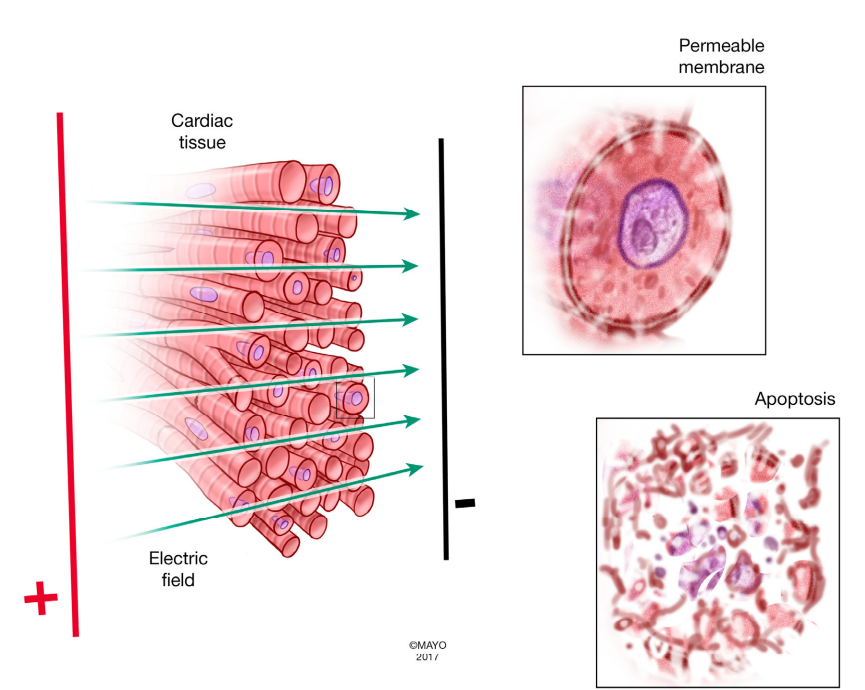 Permeable
membrane
Cardiac
tissue
Apoptosis
Electric
field
+
-
©MAYO
2017